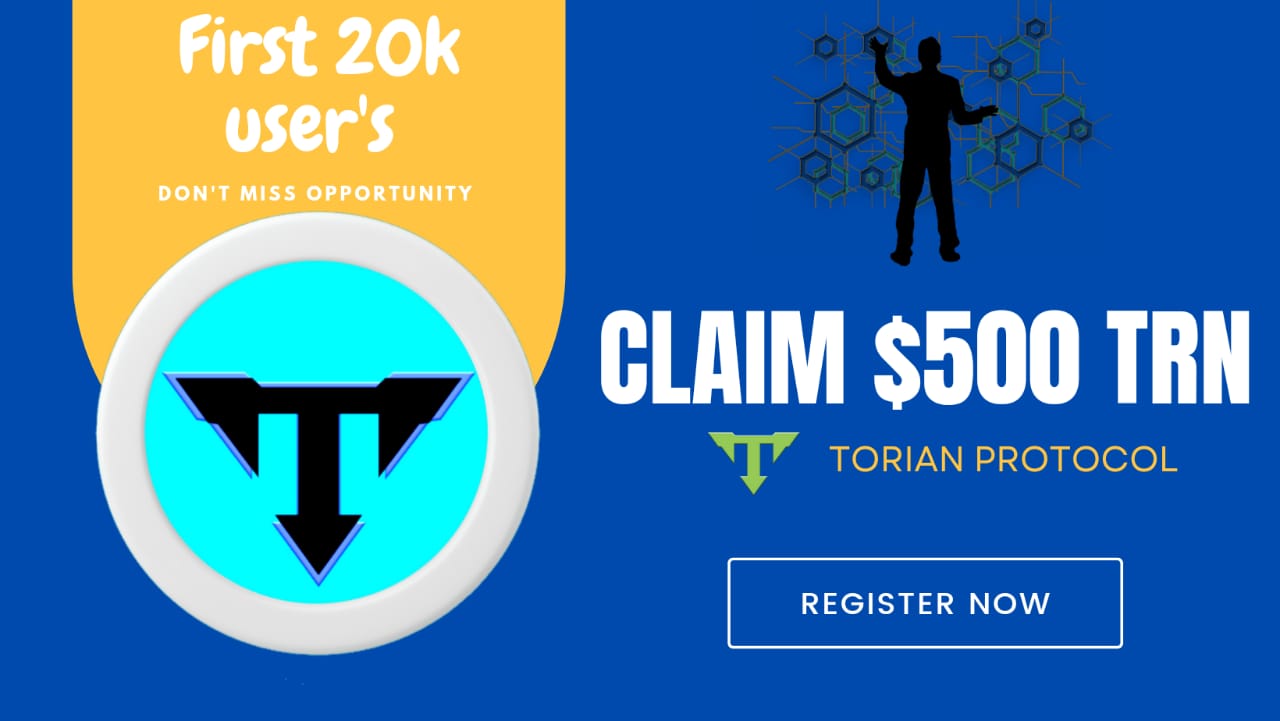 First 20k
user's
DON'T MISS OPPORTUNITY
CLAIM $500 TRN
TORIAN PROTOCOL
REGISTER NOW